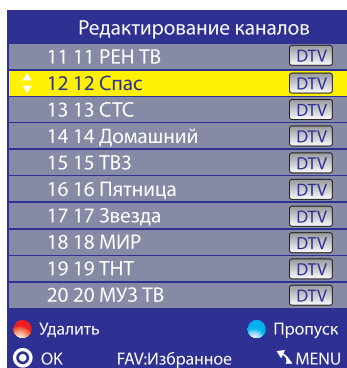 Редактирование каналов
11 11 РЕН ТВ DTV
12 12 Спас DTV
13 13 СТС DTV
14 14 Домашний DTV
15 15 ТВ3 DTV
16 16 Пятница DTV
17 17 Звезда DTV
18 18 МИР DTV
19 19 ТНТ DTV
20 20 МУЗ ТВ DTV
Удалить Пропуск
OK FAV:Избранное MENU